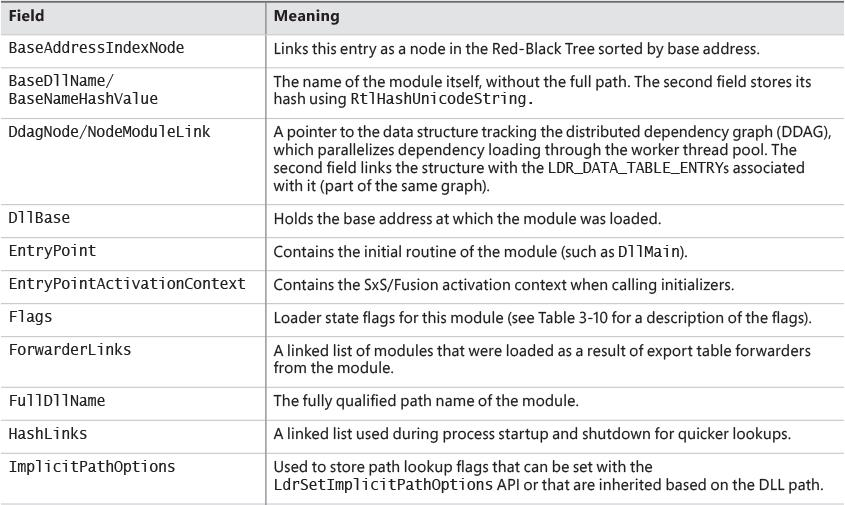 Field Meaning
BaseAddressIndexNode Links this entry as a node in the Red-Black Tree sorted by base address.
BaseDllName/ The name of the module itself, without the full path. The second field stores its
BaseNameHashValue hash using RtlHashUnicodeString.
DdagNode/NodeModuleLink A pointer to the data structure tracking the distributed dependency graph (DDAG),
which parallelizes dependency loading through the worker thread pool. The
second field links the structure with the LDR_DATA_TABLE_ENTRYs associated
with it (part of the same graph).
DllBase Holds the base address at which the module was loaded.
EntryPoint Contains the initial routine of the module (such as DllMain).
EntryPointActivationContext Contains the SxS/Fusion activation context when calling initializers.
Flags Loader state flags for this module (see Table 3-10 for a description of the flags).
ForwarderLinks A linked list of modules that were loaded as a result of export table forwarders
from the module.
FullDllName The fully qualified path name of the module.
HashLinks A linked list used during process startup and shutdown for quicker lookups.
ImplicitPathOptions Used to store path lookup flags that can be set with the
LdrSetImplicitPathOptions API or that are inherited based on the DLL path.